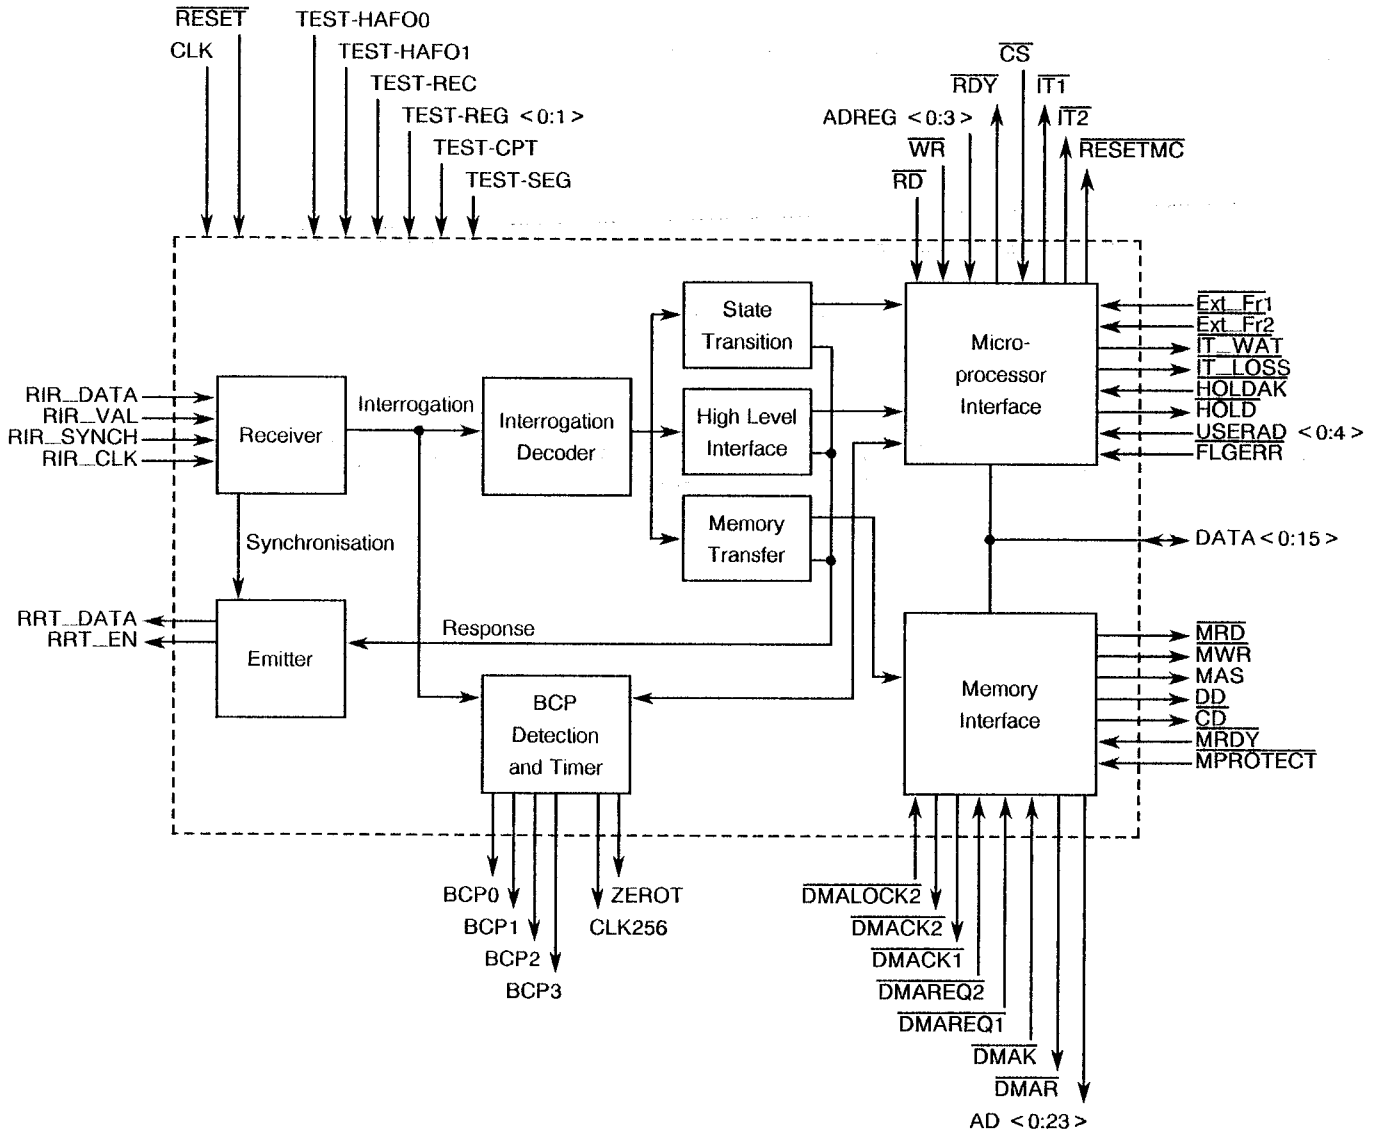 RESET
TEST-HAFO0
CLK
TEST-HAFO1
CS
TEST-REC
RDY
IT1
TEST-REG <0:1>
ADREG <0:3>
IT2
TEST-CPT
WR
RESETMC
TEST-SEG
RD
State
Transition
Micro-
processor
Interface
Ext_Fr1
Ext_Fr2
IT_WAT
IT_LOSS
HOLDAK
HOLD
USERAD <0:4>
FLGERR
RIR_DATA
RIR_VAL
RIR_SYNCH
RIR_CLK
Receiver
Interrogation
Interrogation
Decoder
High Level
Interface
Memory
Transfer
Synchronisation
DATA <0:15>
RRT_DATA
RRT_EN
Emitter
Response
BCP
Detection
and Timer
Memory
Interface
MRD
MWR
MAS
DD
CD
MRDY
MPROTECT
BCP0
ZEROT
BCP1
CLK256
BCP2
BCP3
DMALOCK2
DMACK2
DMACK1
DMAREQ2
DMAREQ1
DMAK
DMAR
AD <0:23>